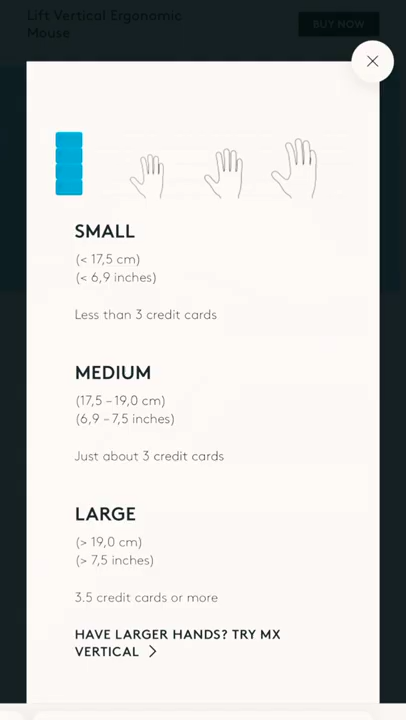 Lift Vertical Ergonomic
Mouse
BUY NOW
SMALL
(< 17,5 cm)
(< 6,9 inches)
Less than 3 credit cards
MEDIUM
(17,5 – 19,0 cm)
(6,9 – 7,5 inches)
Just about 3 credit cards
LARGE
(> 19,0 cm)
(> 7,5 inches)
3.5 credit cards or more
HAVE LARGER HANDS? TRY MX
VERTICAL